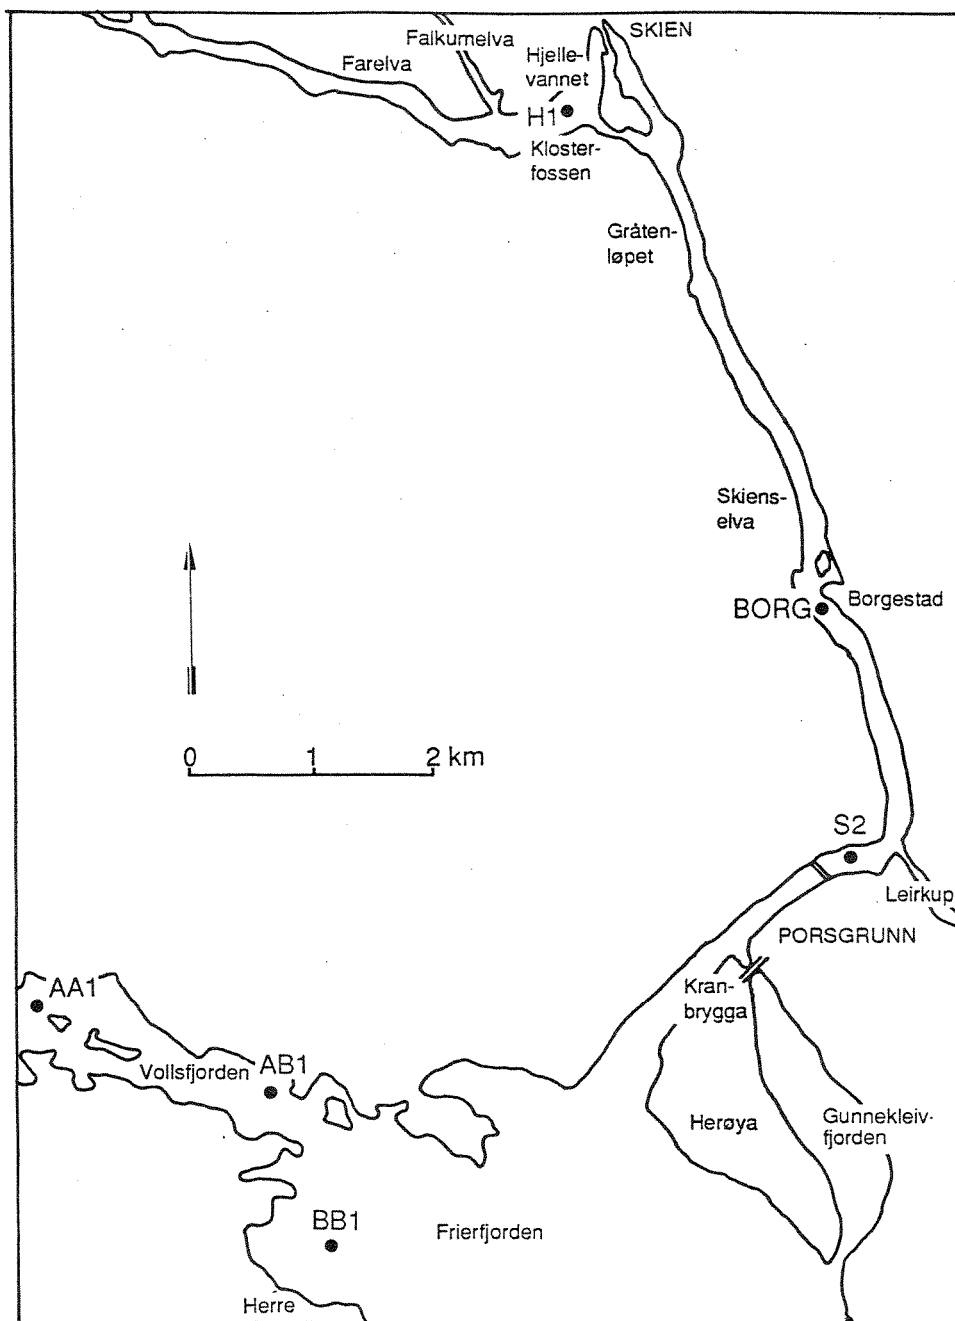 Falkumelva
SKIEN
Farelva
Hjelle-
vannet
H1
Kloster-
fossen
Gråten-
løpet
Skiens-
elva
BORG
Borgestad
0 1 2 km
S2
Leirkup
PORSGRUNN
Kran-
brygga
AA1
Vollsfjorden
AB1
Herøya
Gunnekleiv-
fjorden
BB1
Frierfjorden
Herre